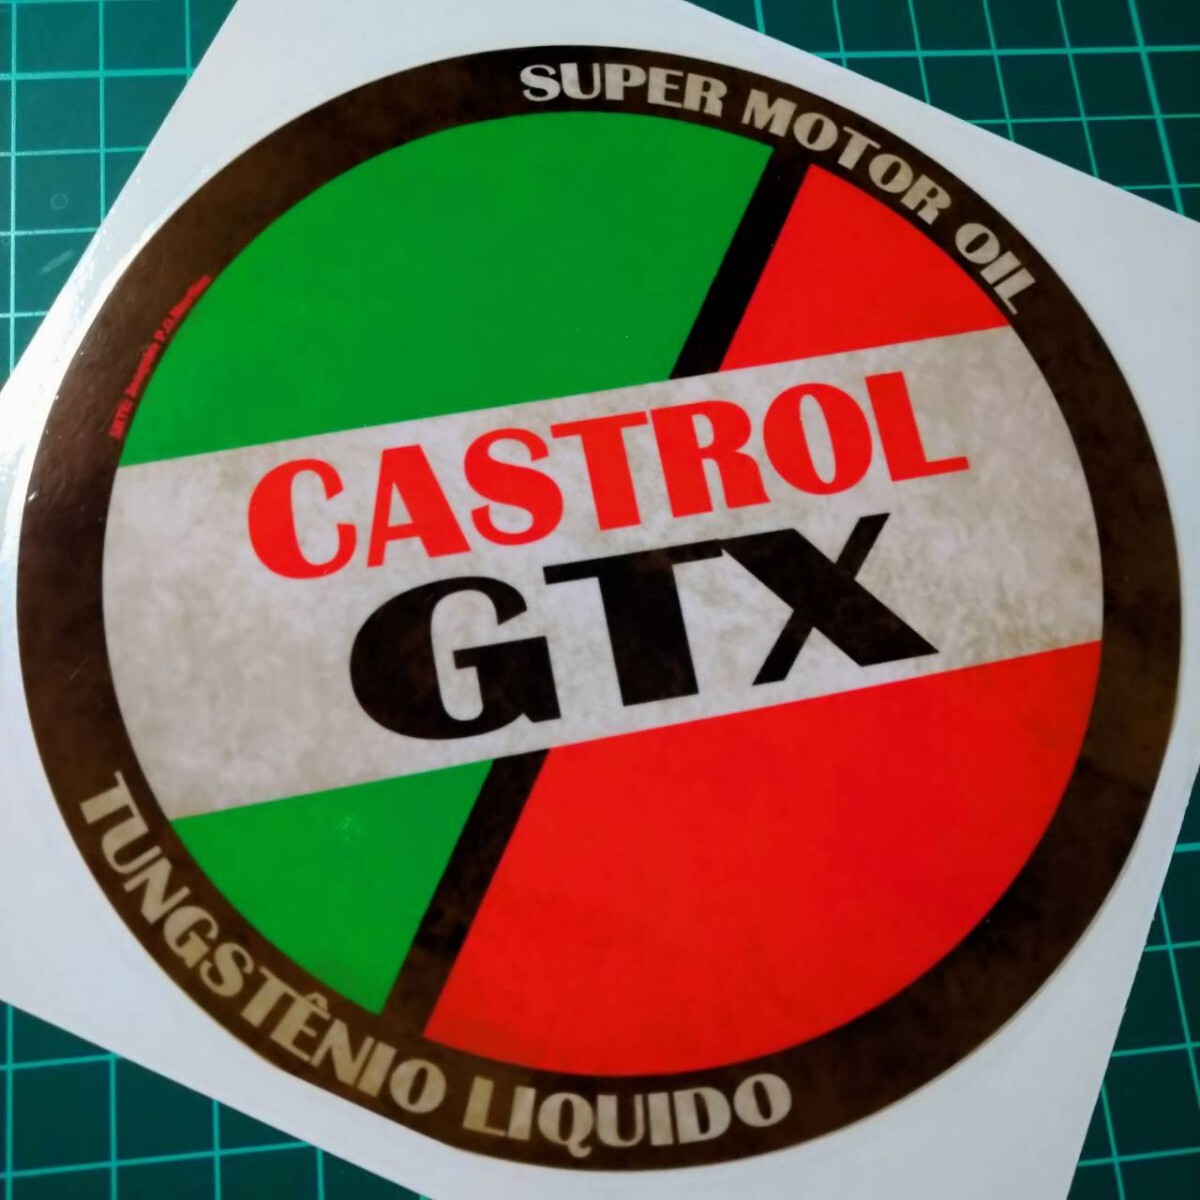 SUPER MOTOR OIL
CASTROL
GTX
TUNGSTÊNIO LIQUIDO